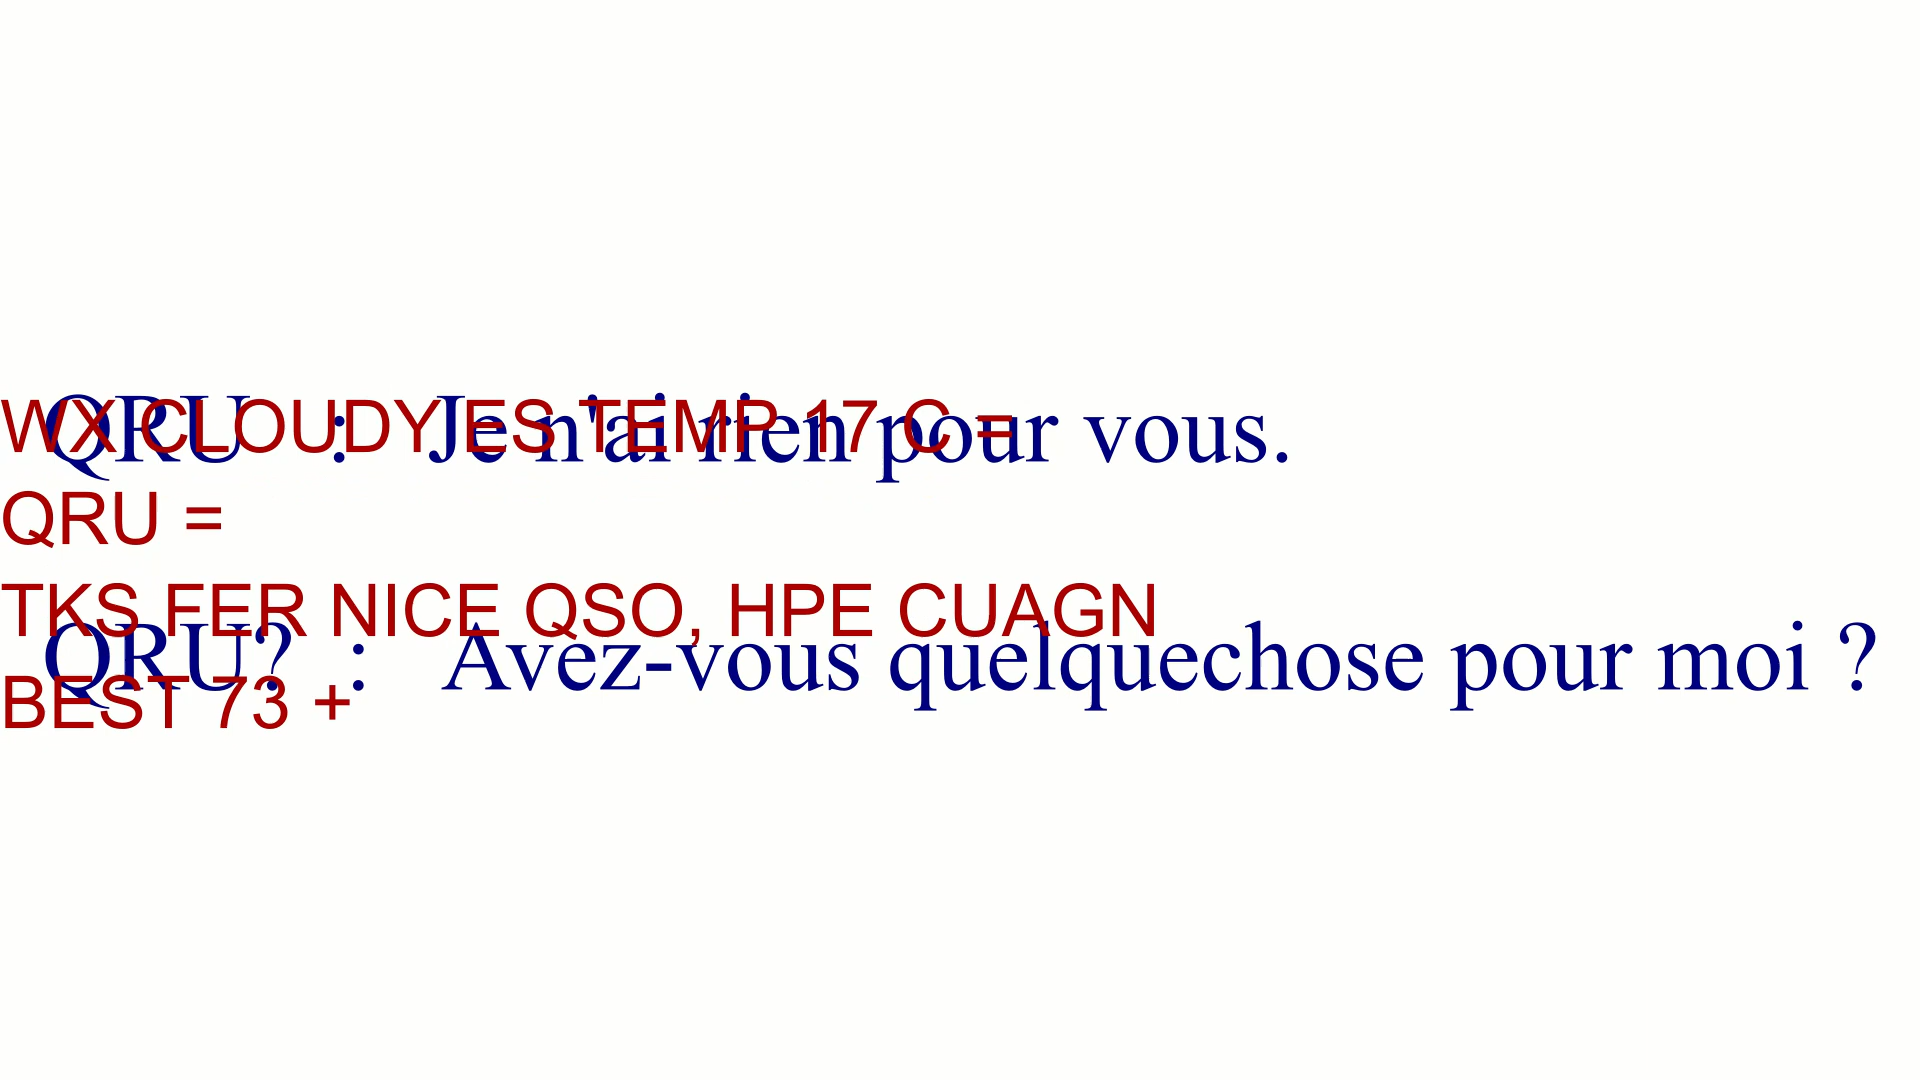 WX CLOUDY ES TEMP 17 C =
QRU : Je n'ai rien pour vous.
QRU =
TKS FER NICE QSO, HPE CUAGN
QRU? : Avez-vous quelquechose pour moi ?
BEST 73 +